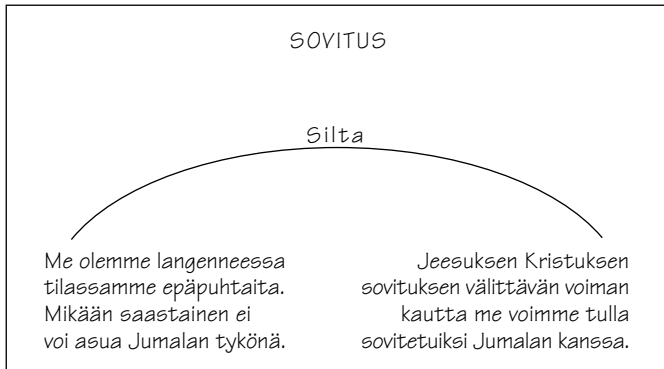 SOVITUS
Silta
Me olemme langenneessa
tilassamme epäpuhtaita.
Mikään saastainen ei
voi asua Jumalan tykönä.
Jeesuksen Kristuksen
sovituksen välittävän voiman
kautta me voimme tulla
sovitetuiksi Jumalan kanssa.